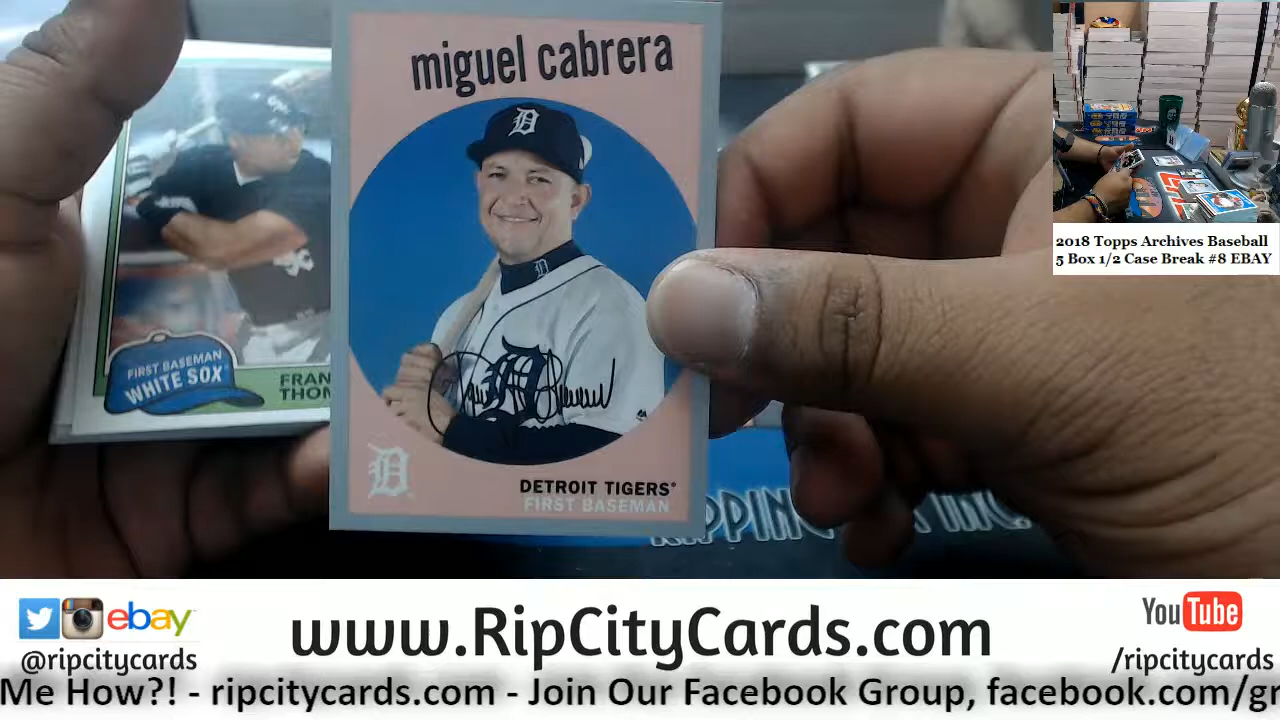 miguel cabrera
D
D
FIRST BASEMAN
WHITE SOX
FRAN
THO
D
DETROIT TIGERS
FIRST BASEMAN
2018 Topps Archives Baseball
5 Box 1/2 Case Break #8 EBAY
ebay
@ripcitycards
www.RipCityCards.com
YouTube
/ripcitycards
Me How?! - ripcitycards.com - Join Our Facebook Group, facebook.com/gr